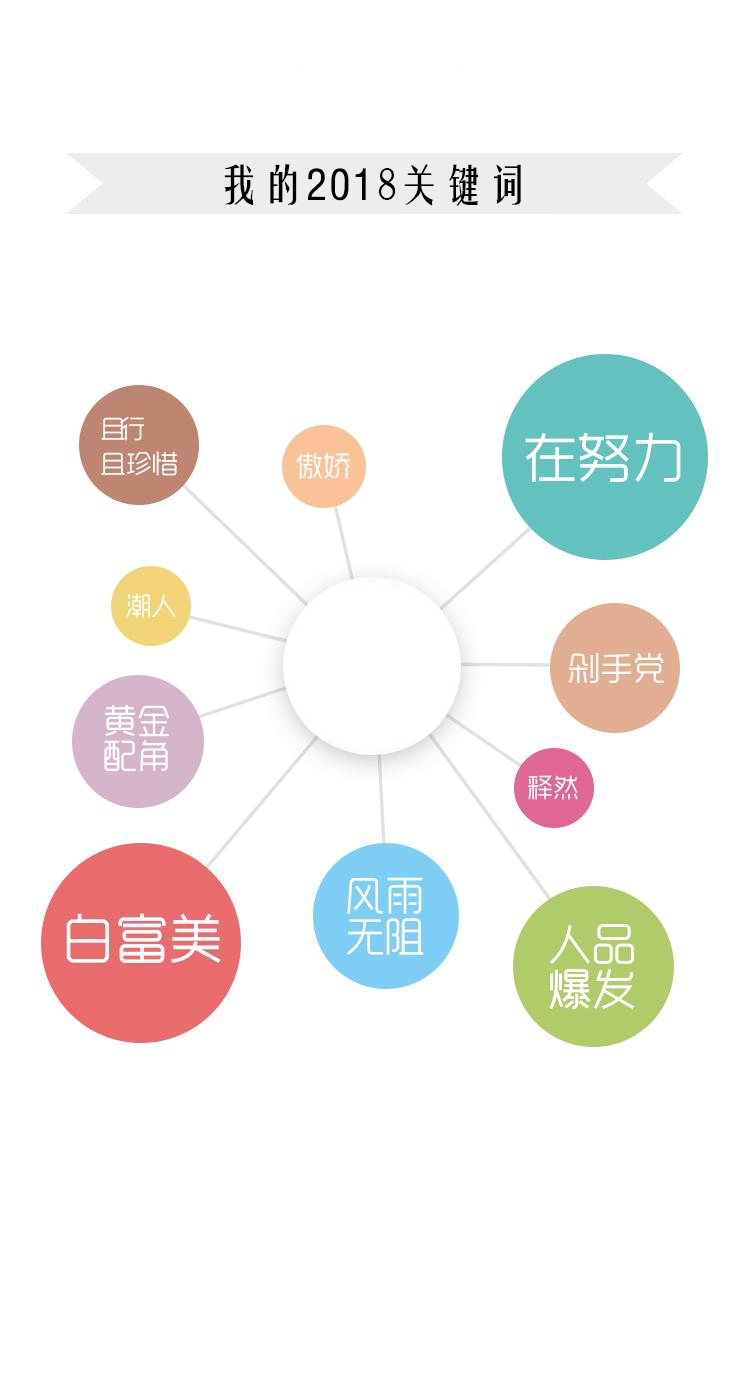 我的2018关键词
且行
且珍惜
傲娇
在努力
潮人
剁手党
黄金
配角
释然
白富美
风雨
无阻
人品
爆发